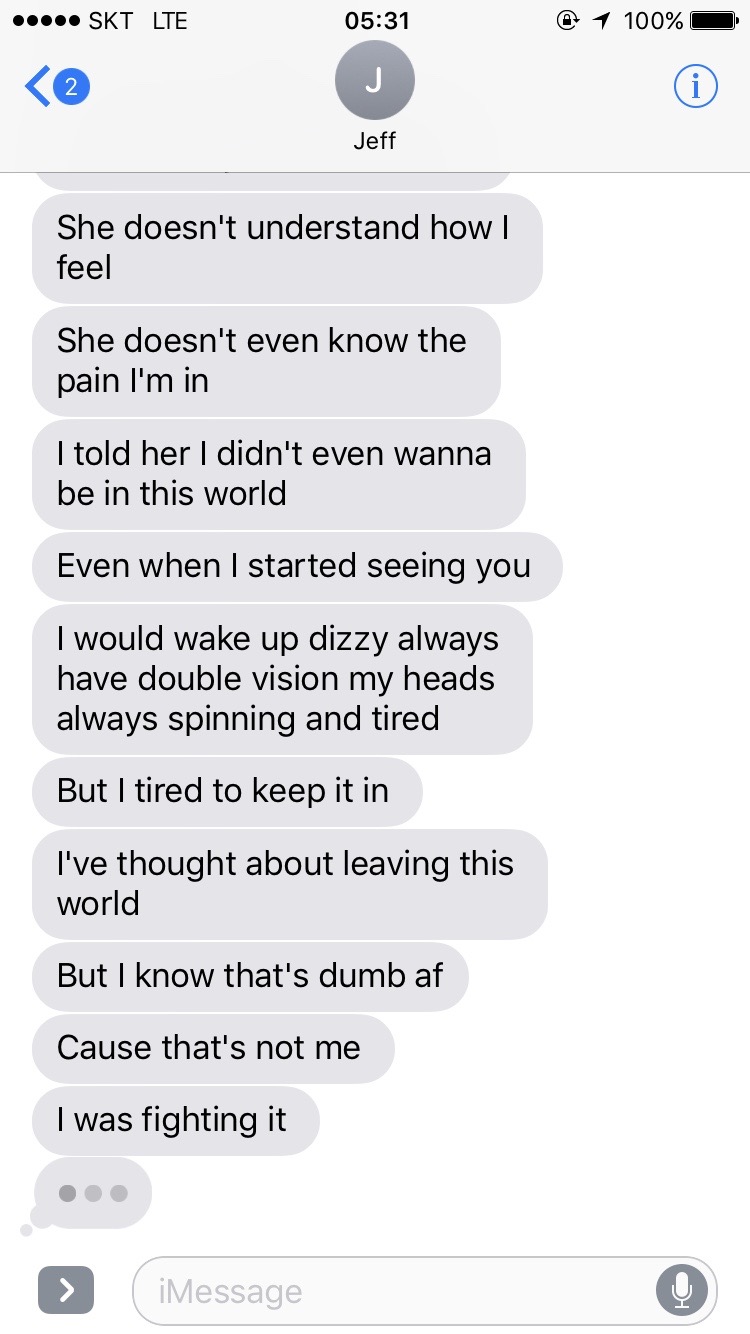 SKT LTE 05:31 100%
2
J
Jeff
She doesn't understand how I
feel
She doesn't even know the
pain I'm in
I told her I didn't even wanna
be in this world
Even when I started seeing you
I would wake up dizzy always
have double vision my heads
always spinning and tired
But I tired to keep it in
I've thought about leaving this
world
But I know that's dumb af
Cause that's not me
I was fighting it
iMessage